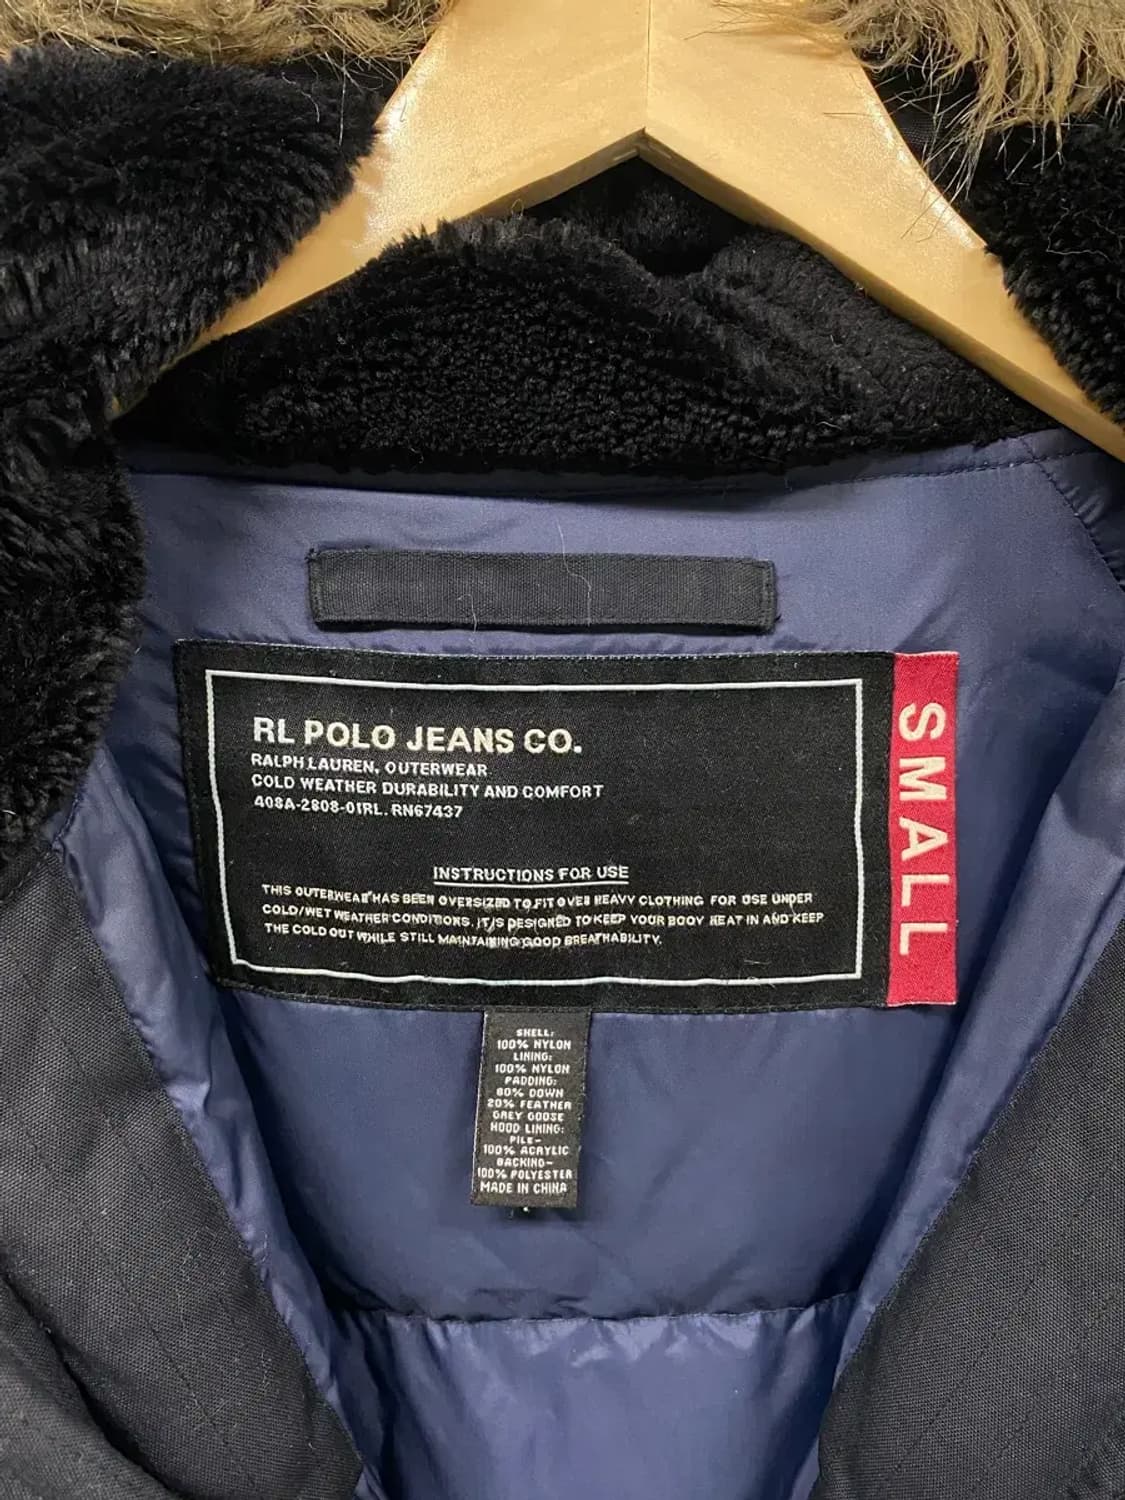 RL POLO JEANS CO.
RALPH LAUREN, OUTERWEAR
COLD WEATHER DURABILITY AND COMFORT
408A-2808-01RL. RN67437
INSTRUCTIONS FOR USE
THIS OUTERWEAR HAS BEEN OVERSIZED TO FIT OVER HEAVY CLOTHING FOR USE UNDER
COLD/WET WEATHER CONDITIONS. IT/S DESIGNED TO KEEP YOUR BODY HEAT IN AND KEEP
THE COLD OUT WHILE STILL MAINTAINING GOOD BREATHABILITY.
SMALL
SHELL:
100% NYLON
LINING:
100% NYLON
PADDING:
80% DOWN
20% FEATHER
GREY GOOSE
HOOD LINING:
PILE-
100% ACRYLIC
BACKING-
100% POLYESTER
MADE IN CHINA